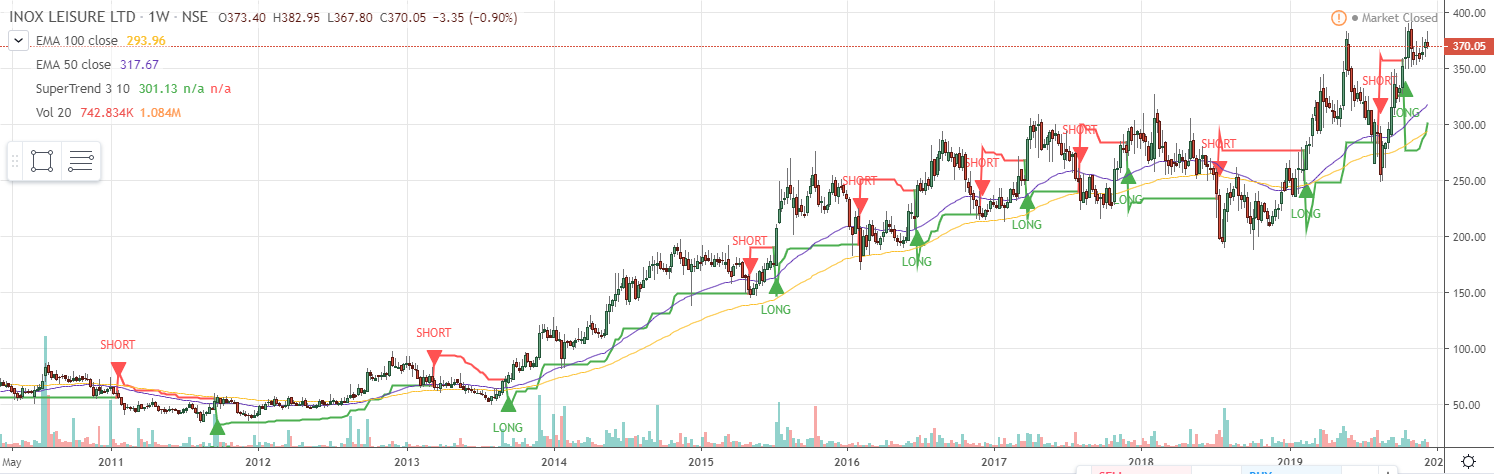 INOX LEISURE LTD · 1W · NSE O373.40 H382.95 L367.80 C370.05 −3.35 (−0.90%)
Market Closed
EMA 100 close 293.96
EMA 50 close 317.67
SuperTrend 3 10 301.13 n/a n/a
Vol 20 742.834K 1.084M
400.00
370.05
350.00
300.00
250.00
200.00
150.00
100.00
50.00
SHORT
SHORT
SHORT
SHORT
SHORT
SHORT
SHORT
SHORT
LONG
LONG
LONG
LONG
LONG
LONG
LONG
May 2011 2012 2013 2014 2015 2016 2017 2018 2019 202
SELL BUY